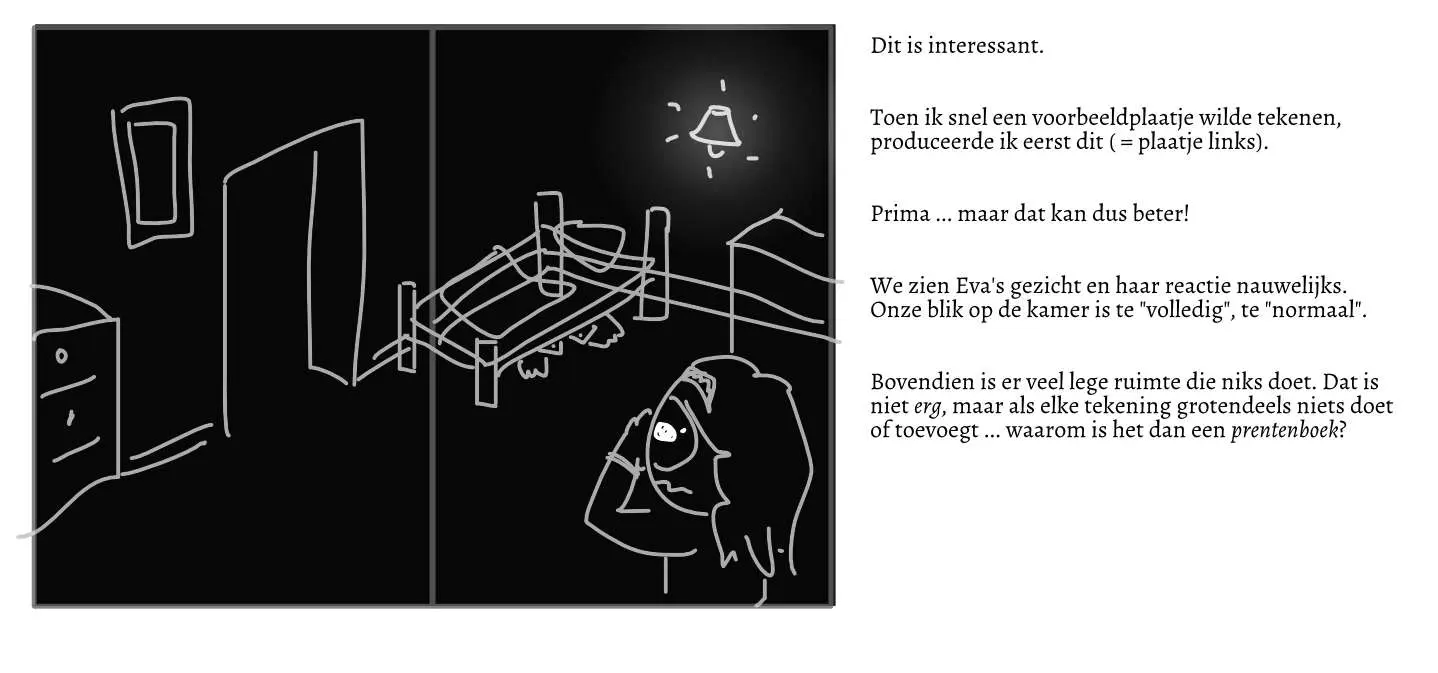 Dit is interessant.
Toen ik snel een voorbeeldplaatje wilde tekenen,
produceerde ik eerst dit ( = plaatje links).
Prima ... maar dat kan dus beter!
We zien Eva's gezicht en haar reactie nauwelijks.
Onze blik op de kamer is te "volledig", te "normaal".
Bovendien is er veel lege ruimte die niks doet. Dat is
niet erg, maar als elke tekening grotendeels niets doet
of toevoegt ... waarom is het dan een prentenboek?